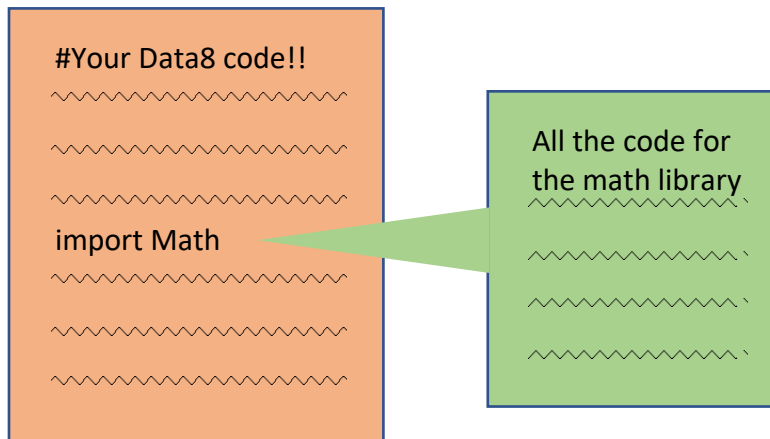 #Your Data8 code!!
import Math
All the code for
the math library